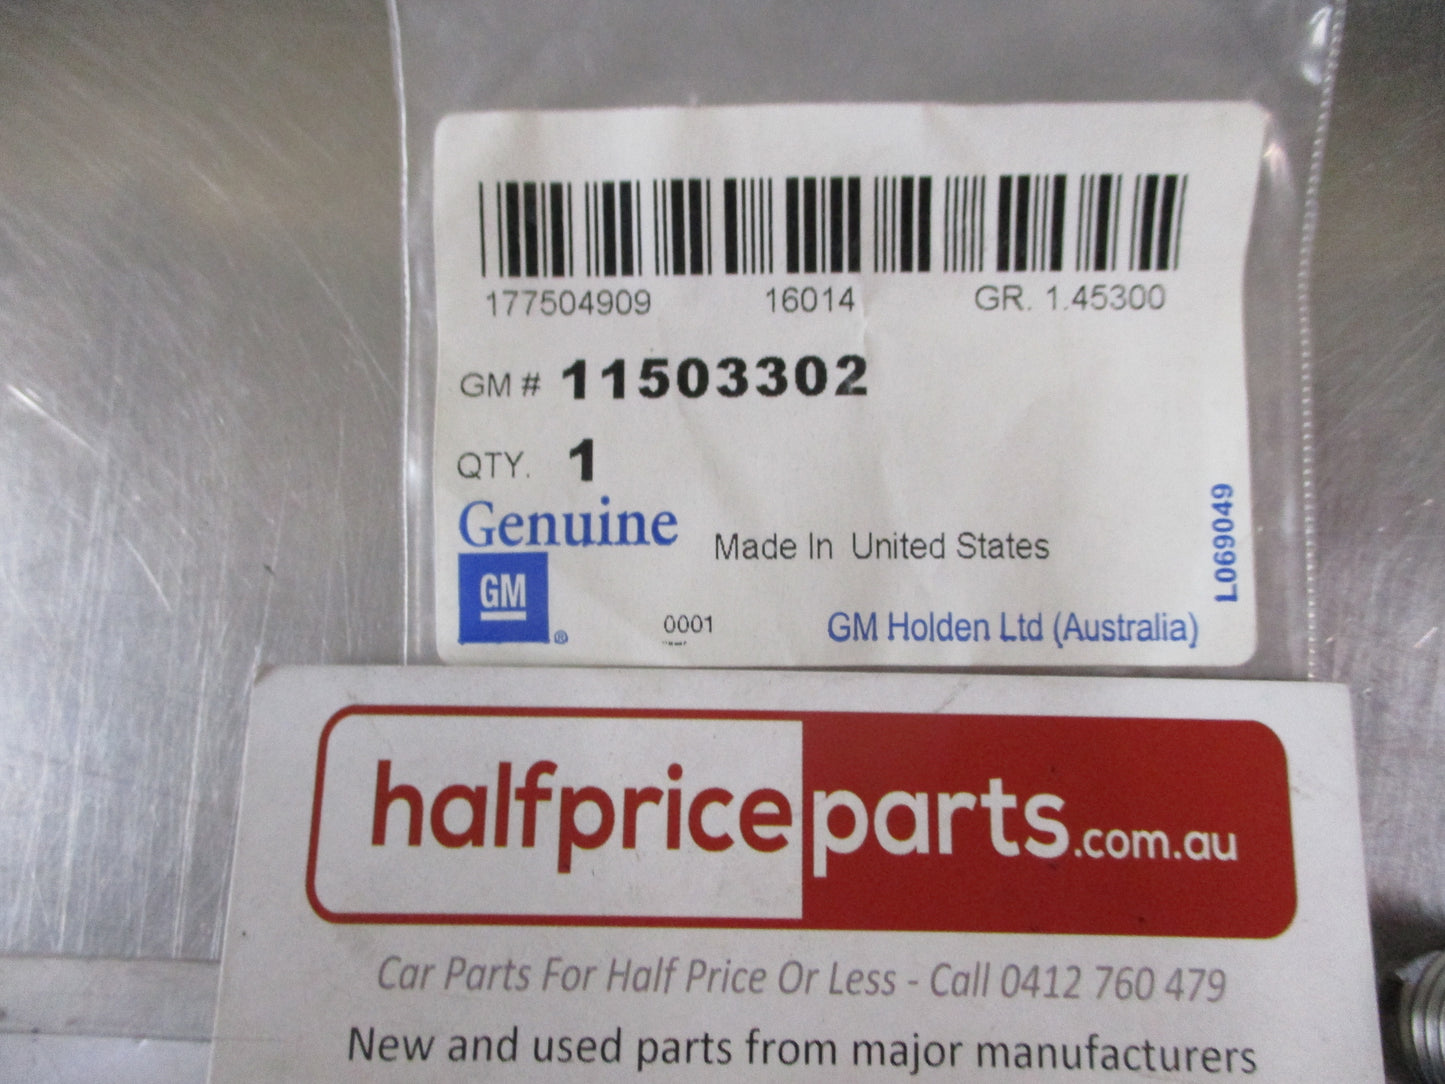 177504909 16014 GR. 1.45300
GM # 11503302
QTY. 1
Genuine
Made In United States
GM ®
0001
GM Holden Ltd (Australia)
L069049
halfpriceparts.com.au
Car Parts For Half Price Or Less - Call 0412 760 479
New and used parts from major manufacturers